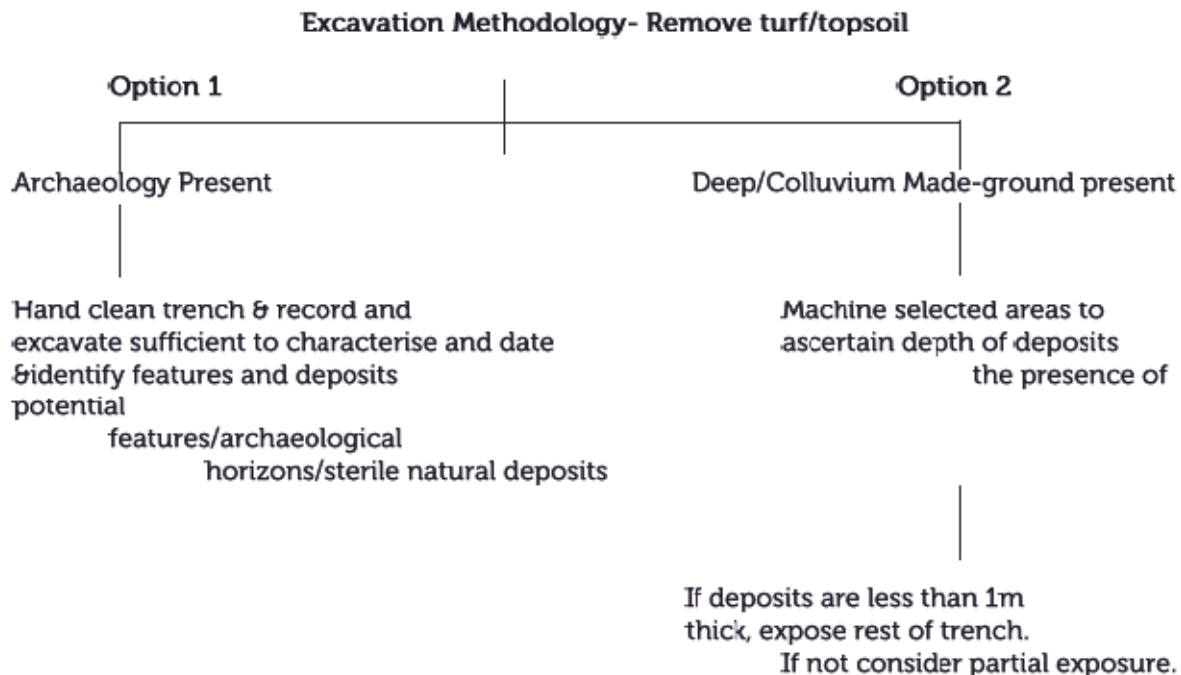 Excavation Methodology- Remove turf/topsoil
Option 1
Option 2
Archaeology Present
Deep/Colluvium Made-ground present
Hand clean trench & record and
excavate sufficient to characterise and date
&identify features and deposits
potential
features/archaeological
horizons/sterile natural deposits
Machine selected areas to
ascertain depth of deposits
the presence of
If deposits are less than 1m
thick, expose rest of trench.
If not consider partial exposure.